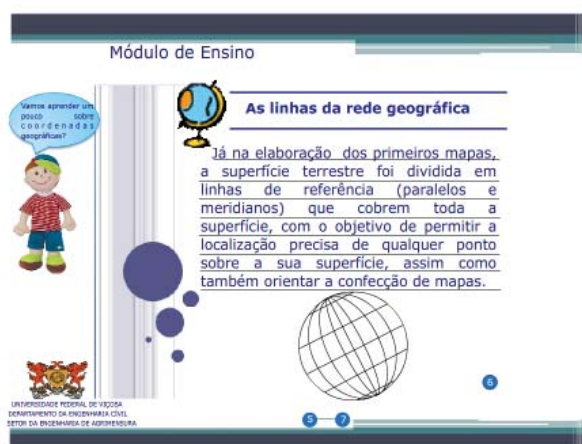 Módulo de Ensino
Vamos aprender um
pouco sobre
coordenadas
geográficas?
As linhas da rede geográfica
Já na elaboração dos primeiros mapas,
a superfície terrestre foi dividida em
linhas de referência (paralelos e
meridianos) que cobrem toda a
superfície, com o objetivo de permitir a
localização precisa de qualquer ponto
sobre a sua superfície, assim como
também orientar a confecção de mapas.
6
UNIVERSIDADE FEDERAL DE VIÇOSA
DEPARTAMENTO DA ENGENHARIA CÍVIL
SETOR DA ENGENHARIA DE AGRIMENSURA
5
7